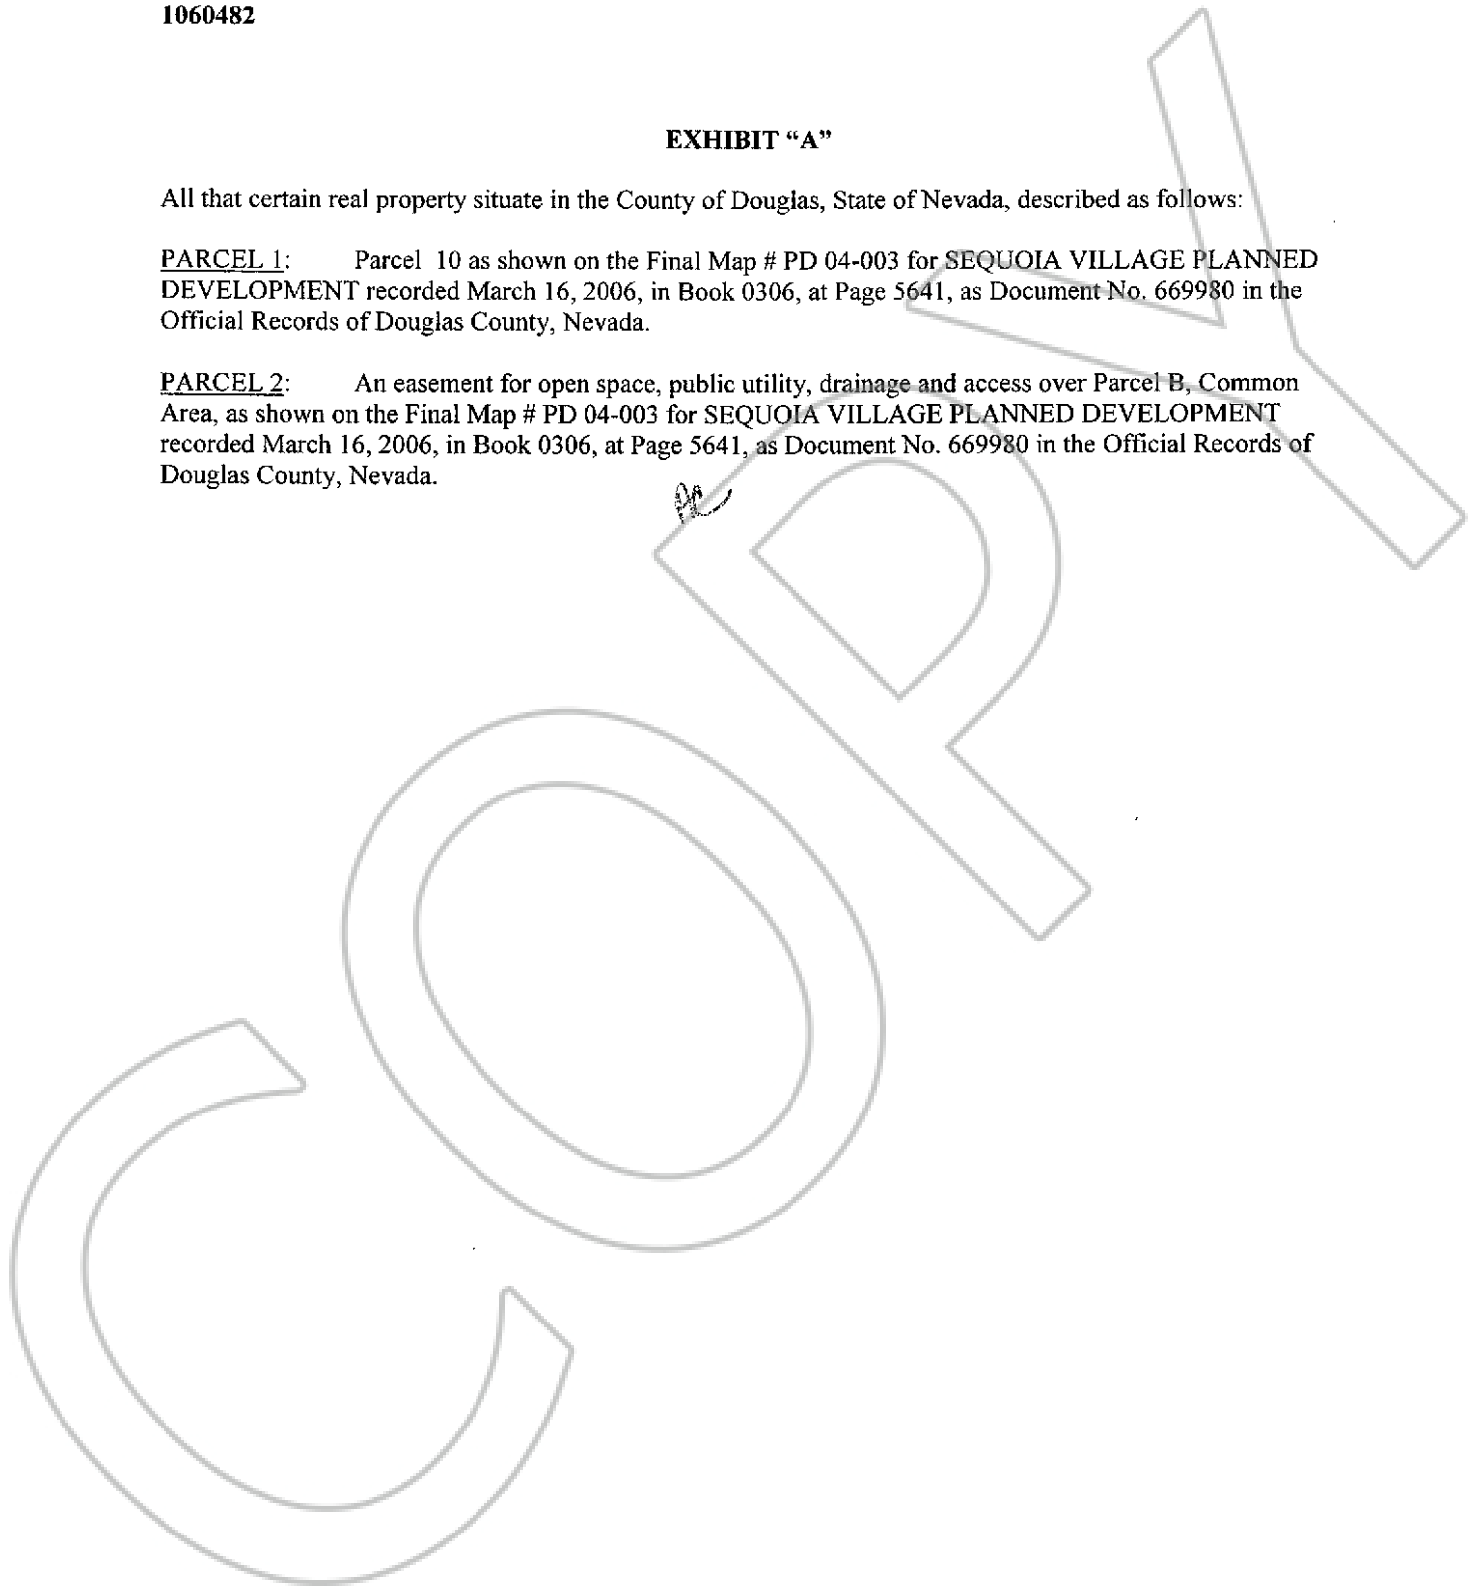 1060482
EXHIBIT “A”
All that certain real property situate in the County of Douglas, State of Nevada, described as follows:
PARCEL 1: Parcel 10 as shown on the Final Map # PD 04-003 for SEQUOIA VILLAGE PLANNED
DEVELOPMENT recorded March 16, 2006, in Book 0306, at Page 5641, as Document No. 669980 in the
Official Records of Douglas County, Nevada.
PARCEL 2: An easement for open space, public utility, drainage and access over Parcel B, Common
Area, as shown on the Final Map # PD 04-003 for SEQUOIA VILLAGE PLANNED DEVELOPMENT
recorded March 16, 2006, in Book 0306, at Page 5641, as Document No. 669980 in the Official Records of
Douglas County, Nevada.
COPY